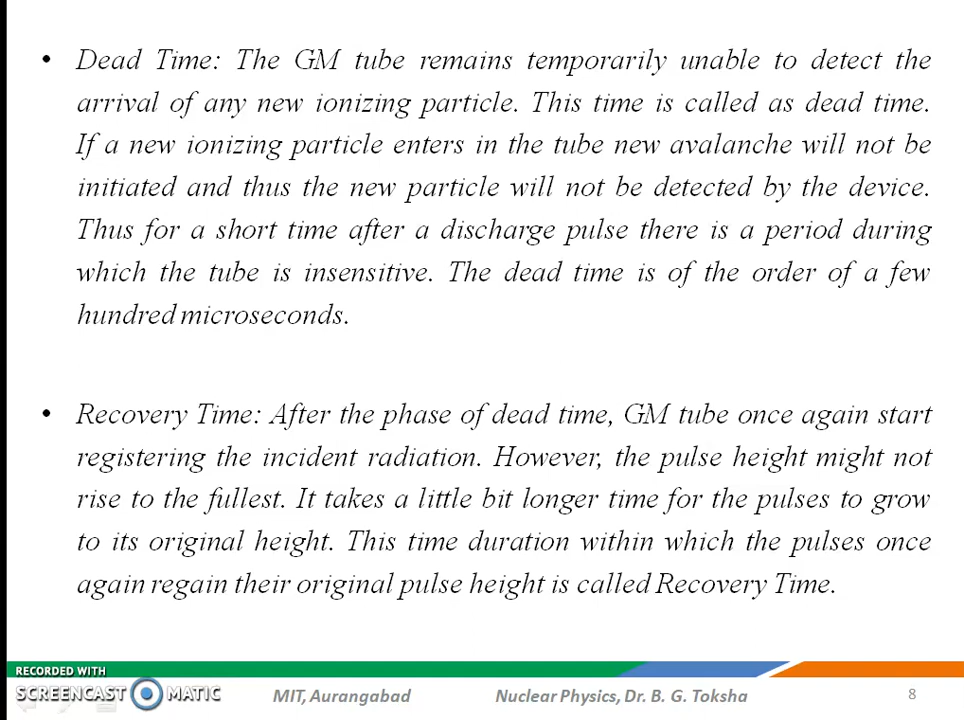 • Dead Time: The GM tube remains temporarily unable to detect the
arrival of any new ionizing particle. This time is called as dead time.
If a new ionizing particle enters in the tube new avalanche will not be
initiated and thus the new particle will not be detected by the device.
Thus for a short time after a discharge pulse there is a period during
which the tube is insensitive. The dead time is of the order of a few
hundred microseconds.
• Recovery Time: After the phase of dead time, GM tube once again start
registering the incident radiation. However, the pulse height might not
rise to the fullest. It takes a little bit longer time for the pulses to grow
to its original height. This time duration within which the pulses once
again regain their original pulse height is called Recovery Time.
RECORDED WITH
SCREENCAST MATIC
MIT, Aurangabad
Nuclear Physics, Dr. B. G. Toksha
8